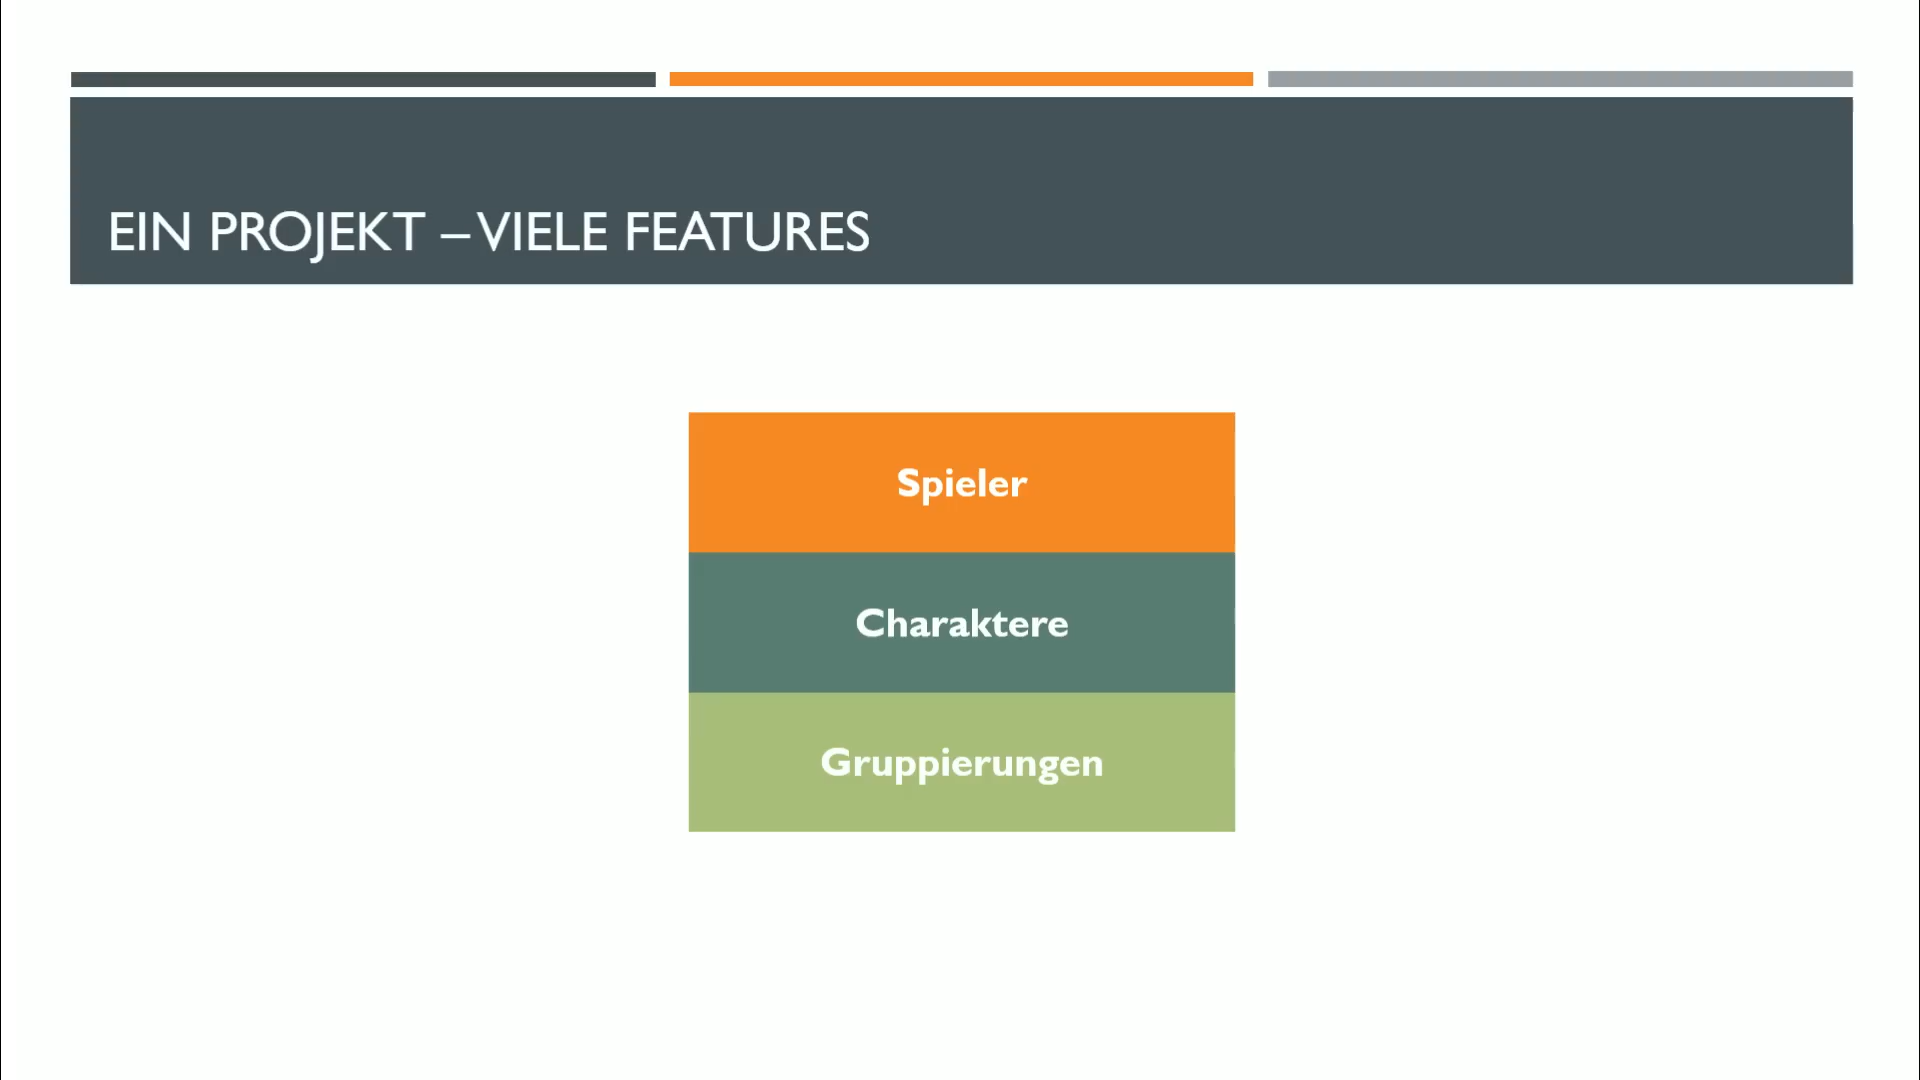 EIN PROJEKT – VIELE FEATURES
Spieler
Charaktere
Gruppierungen